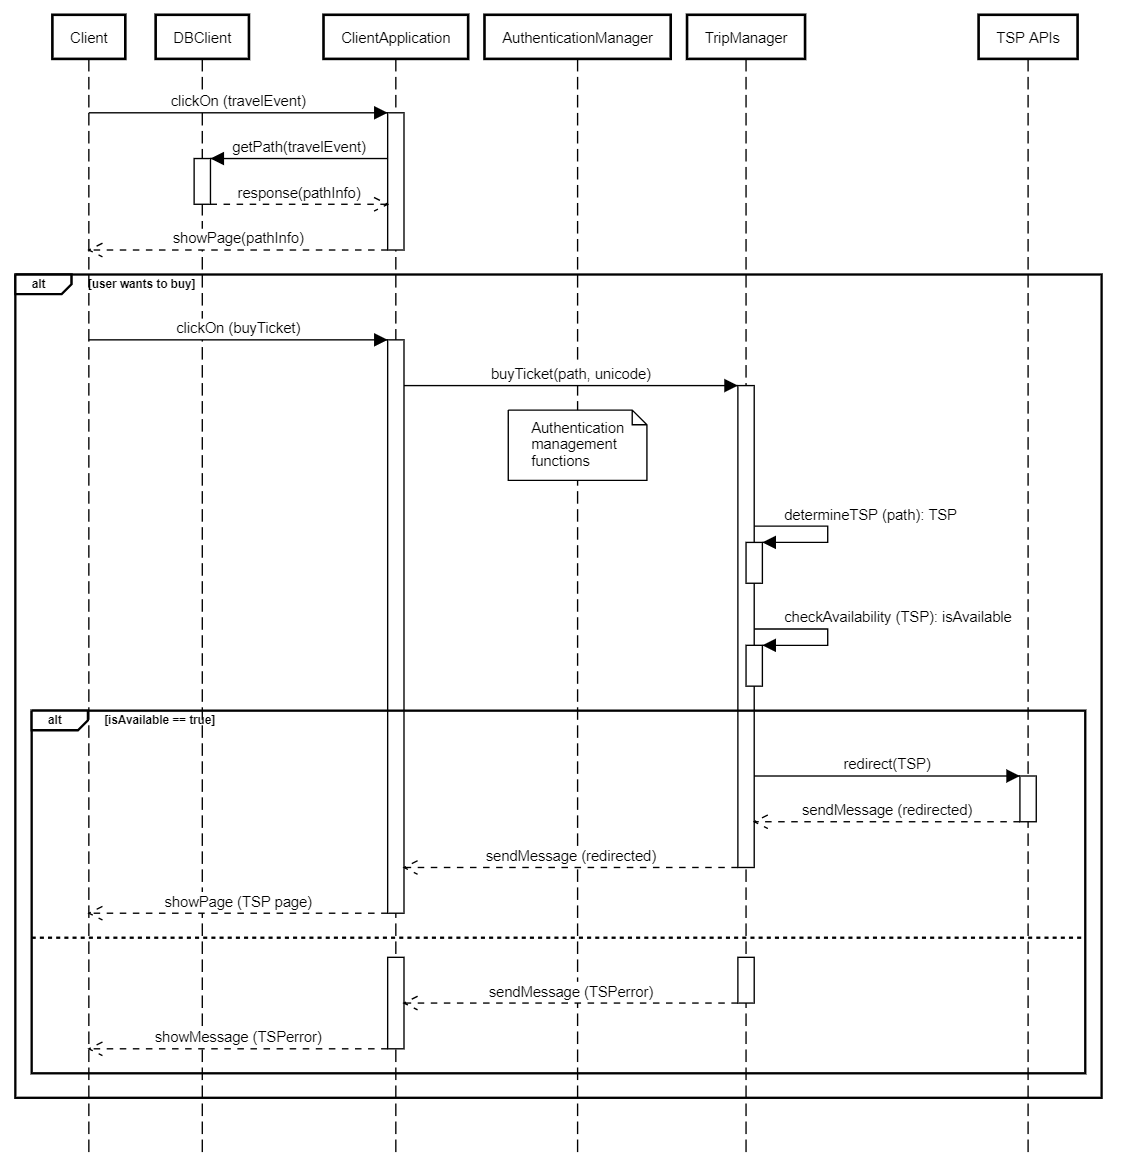 Client
DBClient
ClientApplication
AuthenticationManager
TripManager
TSP APIs
clickOn (travelEvent)
getPath(travelEvent)
response(pathInfo)
showPage(pathInfo)
alt
[user wants to buy]
clickOn (buyTicket)
buyTicket(path, unicode)
Authentication
management
functions
determineTSP (path): TSP
checkAvailability (TSP): isAvailable
alt
[isAvailable == true]
redirect(TSP)
sendMessage (redirected)
sendMessage (redirected)
showPage (TSP page)
sendMessage (TSPerror)
showMessage (TSPerror)